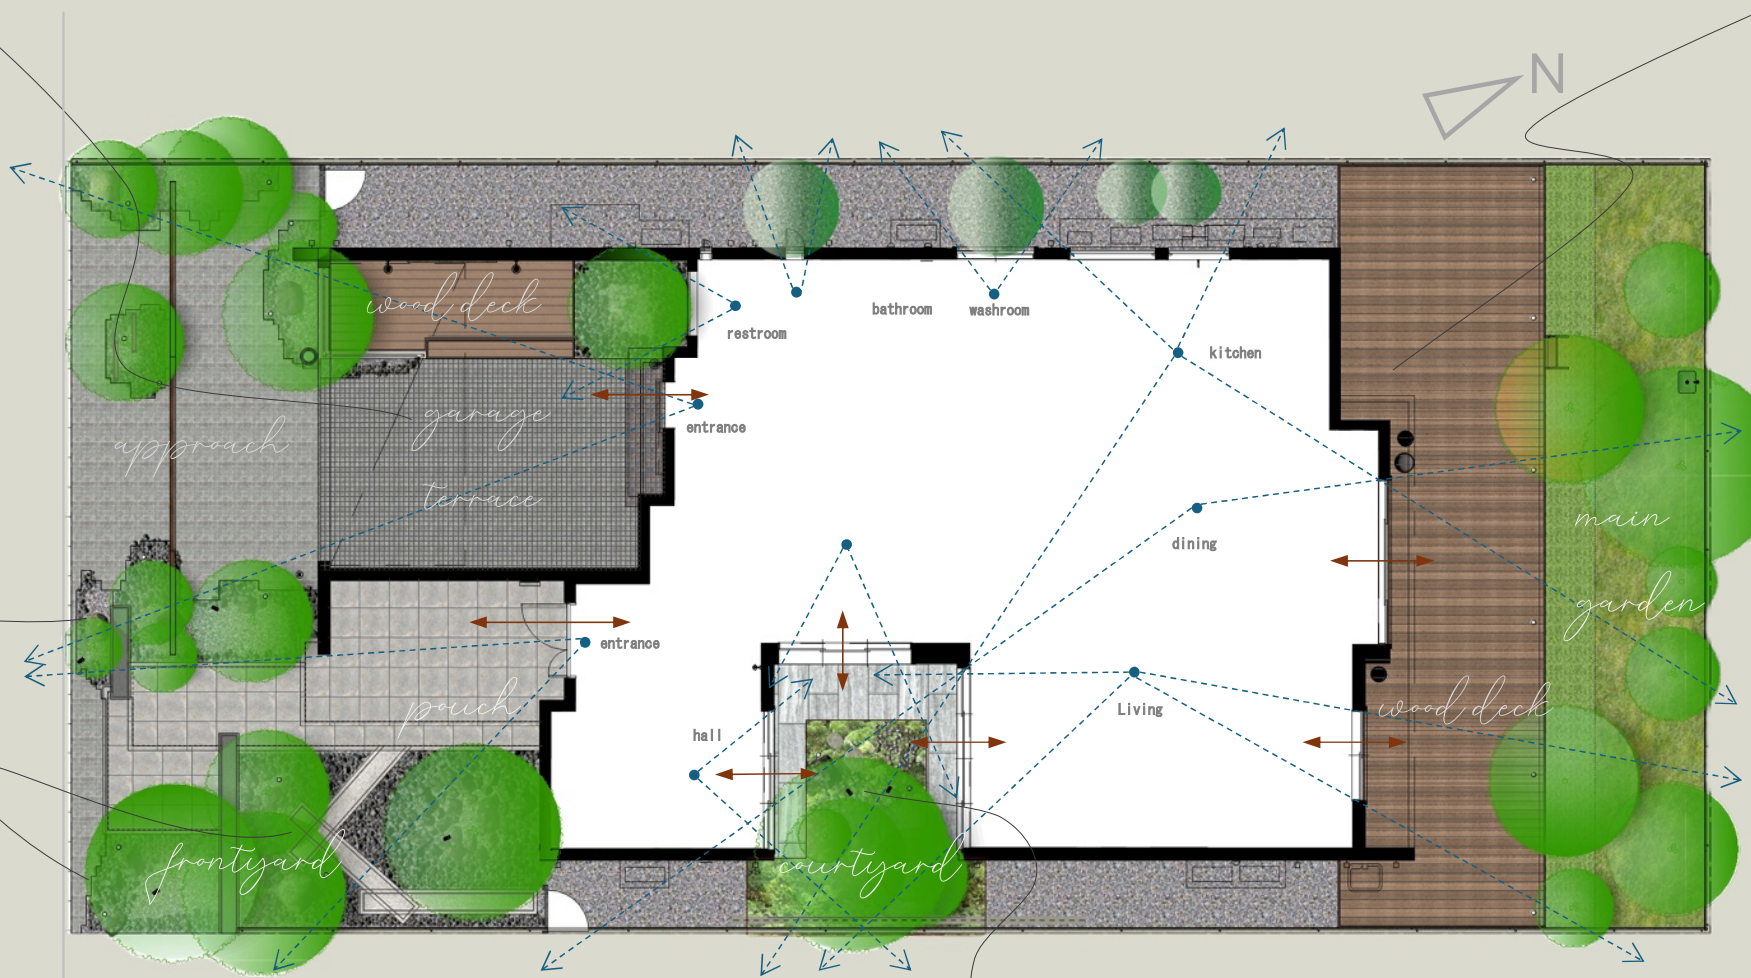 N
wood deck
bathroom
washroom
restroom
kitchen
garage
entrance
approach
terrace
main
dining
garden
entrance
pouch
Living
wood deck
hall
frontyard
courtyard